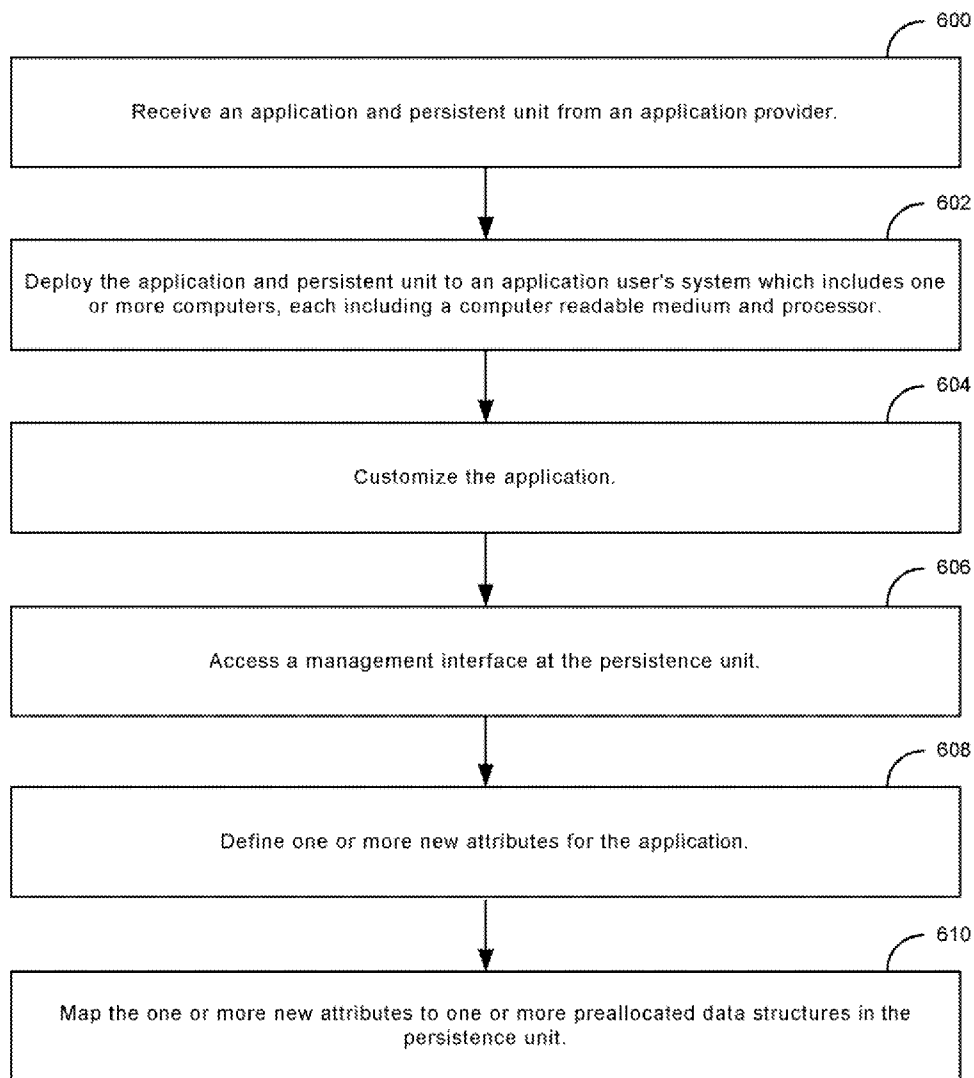 600
Receive an application and persistent unit from an application provider.
602
Deploy the application and persistent unit to an application user's system which includes one
or more computers, each including a computer readable medium and processor.
604
Customize the application.
606
Access a management interface at the persistence unit.
608
Define one or more new attributes for the application.
610
Map the one or more new attributes to one or more preallocated data structures in the
persistence unit.